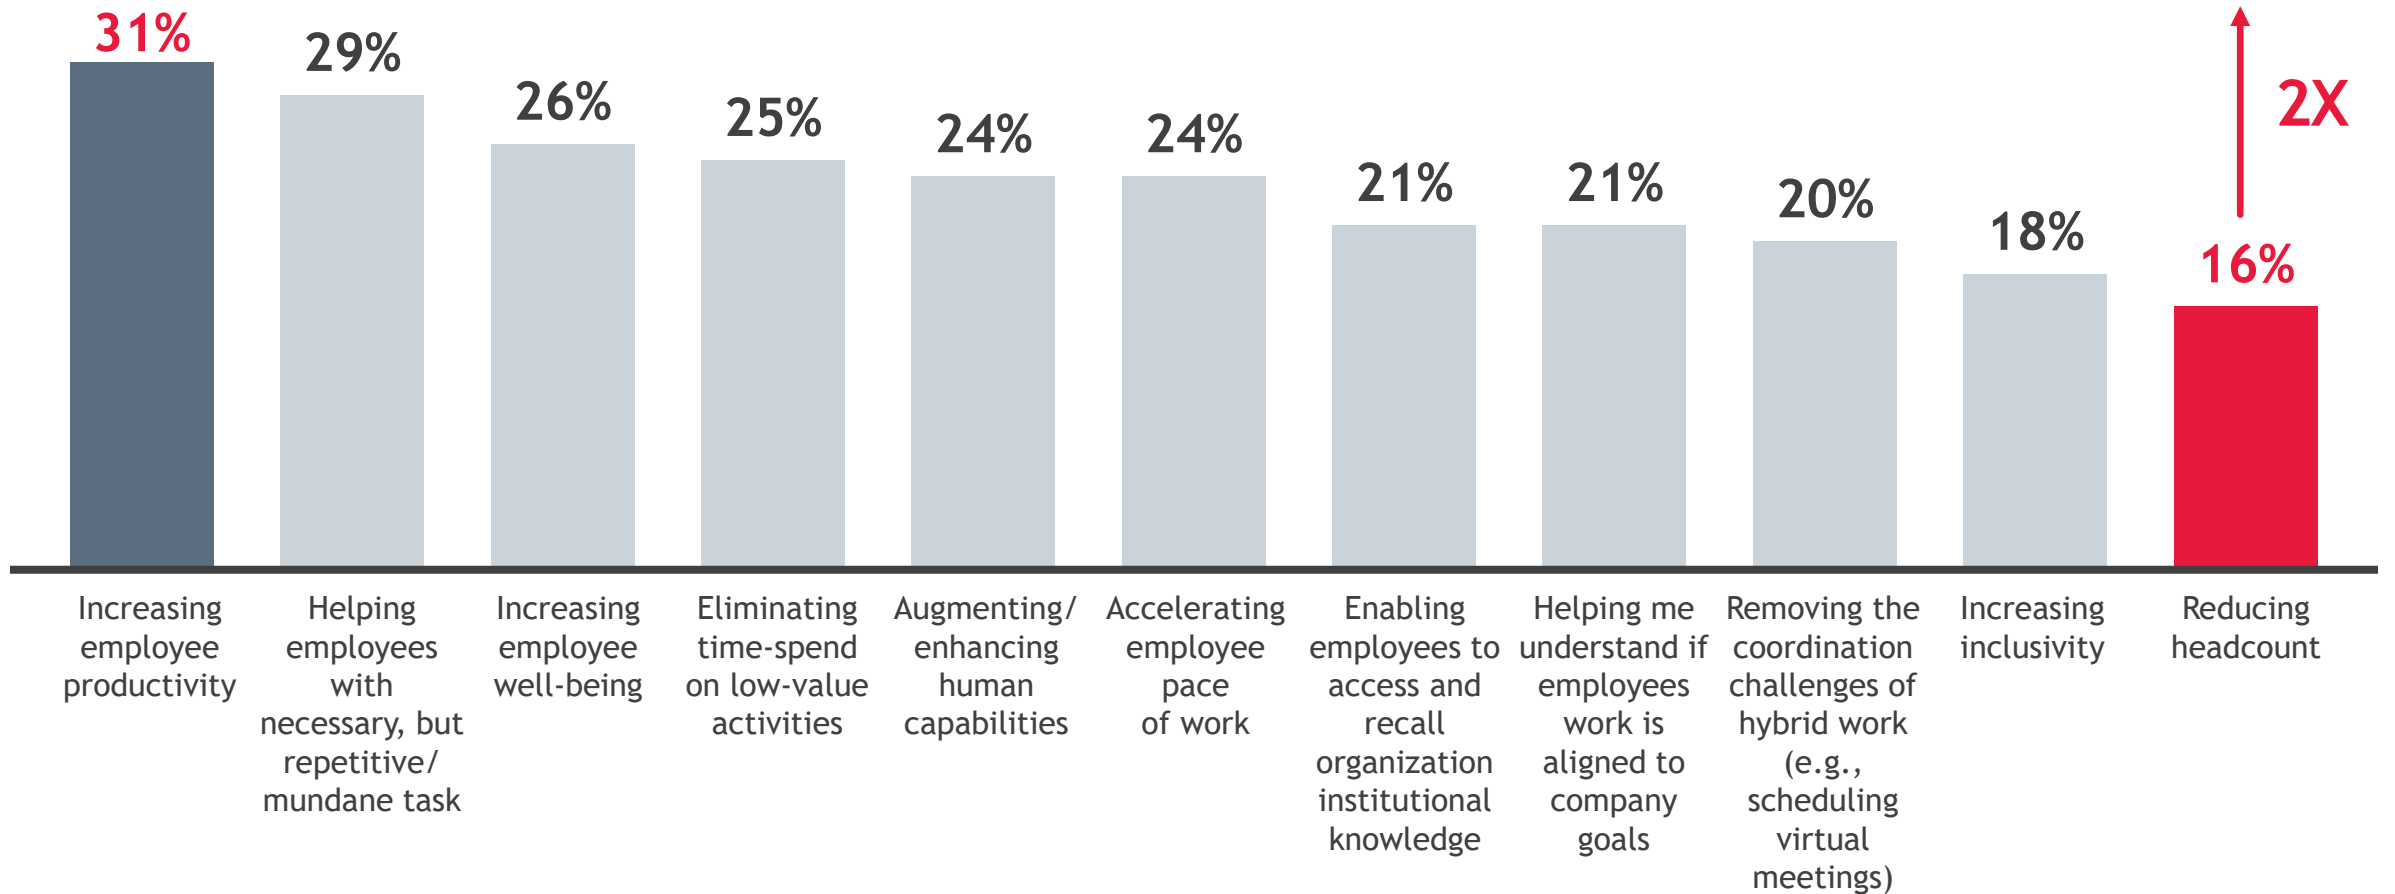 31%
29%
26%
25%
24%
24%
21%
21%
20%
18%
16%
2X
Increasing
employee
productivity
Helping
employees
with
necessary, but
repetitive/
mundane task
Increasing
employee
well-being
Eliminating
time-spend
on low-value
activities
Augmenting/
enhancing
human
capabilities
Accelerating
employee
pace
of work
Enabling
employees to
access and
recall
organization
institutional
knowledge
Helping me
understand if
employees
work is
aligned to
company
goals
Removing the
coordination
challenges of
hybrid work
(e.g.,
scheduling
virtual
meetings)
Increasing
inclusivity
Reducing
headcount